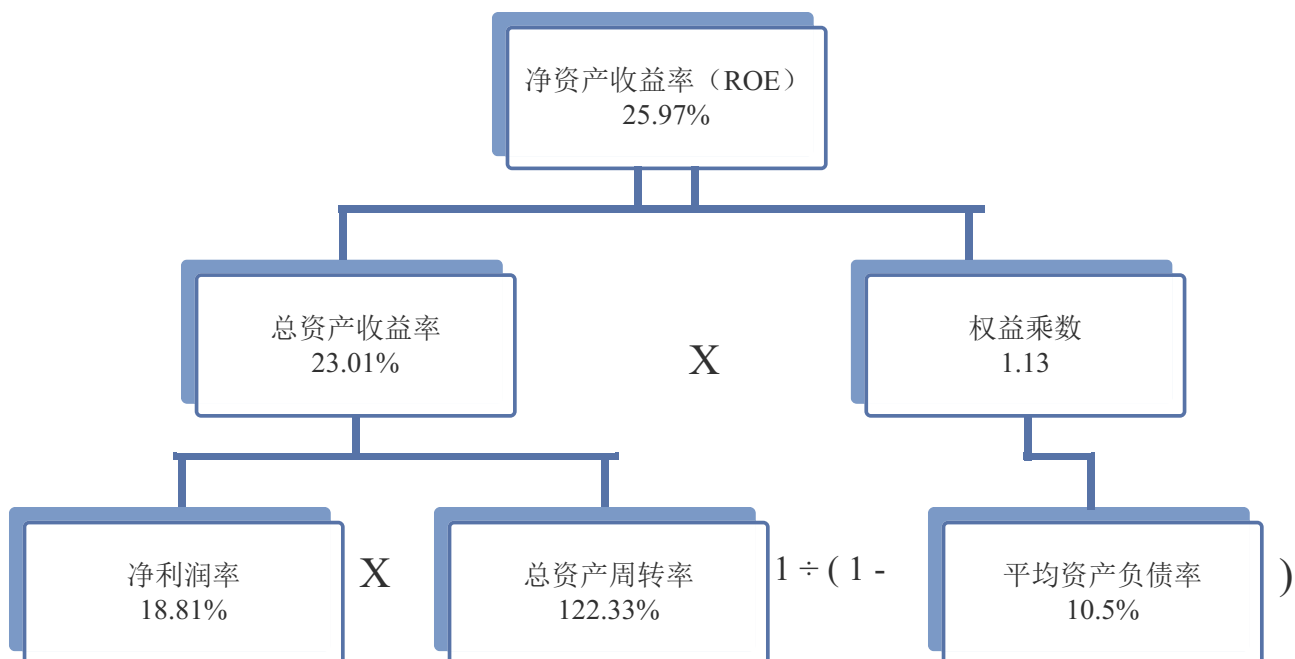 净资产收益率（ROE）
25.97%
总资产收益率
23.01%
X
权益乘数
1.13
净利润率
18.81%
X
总资产周转率
122.33%
1 ÷ ( 1 -
平均资产负债率
10.5%
)